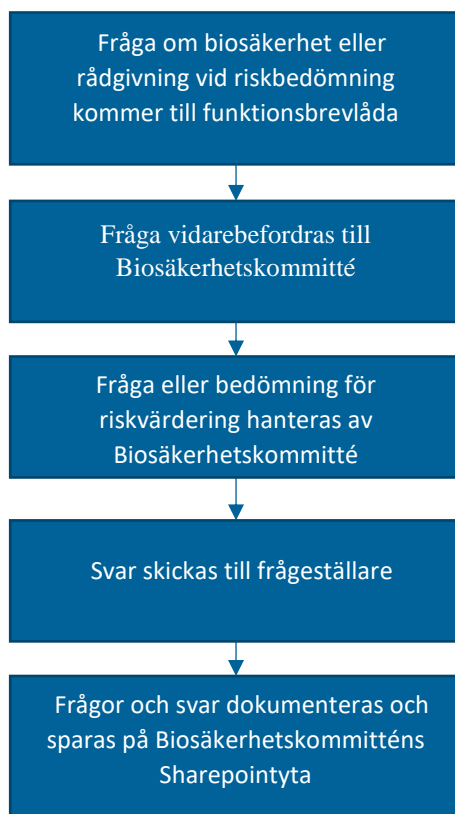 Fråga om biosäkerhet eller
rådgivning vid riskbedömning
kommer till funktionsbrevlåda
Fråga vidarebefordras till
Biosäkerhetskommitté
Fråga eller bedömning för
riskvärdering hanteras av
Biosäkerhetskommitté
Svar skickas till frågeställare
Frågor och svar dokumenteras och
sparas på Biosäkerhetskommitténs
Sharepointyta